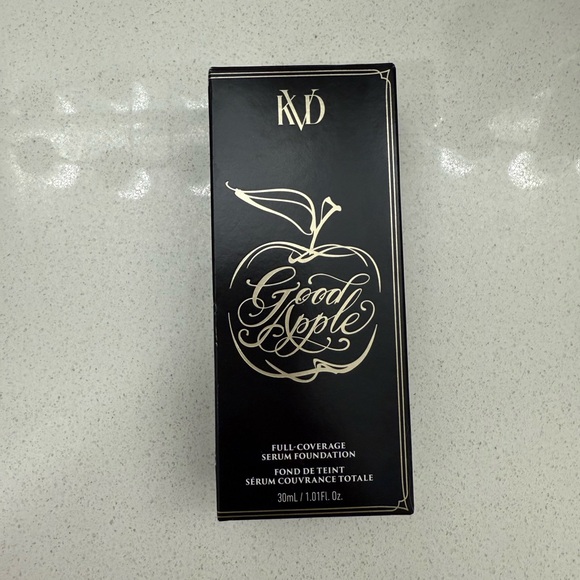 KVD
Good
Apple
FULL-COVERAGE
SERUM FOUNDATION
FOND DE TEINT
SÉRUM COUVRANCE TOTALE
30mL / 1.01Fl. Oz.